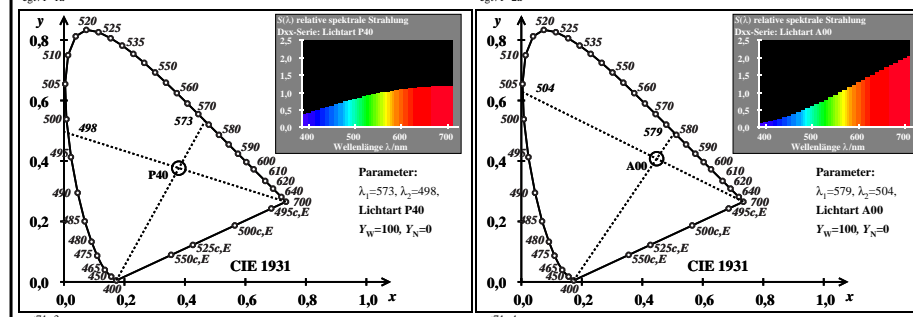 y
0,8
0,6
0,4
0,2
0,0
0,0 0,2 0,4 0,6 0,8 1,0 x
520
525
535
510
550
560
505
570
573
500
580
498
590
495
600
610
620
640
490
700
495c,E
485
500c,E
480
525c,E
475
550c,E
465
450
400
P40
CIE 1931
S(λ) relative spektrale Strahlung
Dxx-Serie: Lichtart P40
2,5
2,0
1,5
1,0
0,5
0,0
400 500 600 700
Wellenlänge λ/nm
Parameter:
λ1=573, λ2=498,
Lichtart P40
YW=100, YN=0
y
0,8
0,6
0,4
0,2
0,0
0,0 0,2 0,4 0,6 0,8 1,0 x
520
525
535
510
550
560
505
504
570
579
500
580
590
495
600
610
620
640
490
700
495c,E
485
500c,E
480
525c,E
475
550c,E
465
450
400
A00
CIE 1931
S(λ) relative spektrale Strahlung
Dxx-Serie: Lichtart A00
2,5
2,0
1,5
1,0
0,5
0,0
400 500 600 700
Wellenlänge λ/nm
Parameter:
λ1=579, λ2=504,
Lichtart A00
YW=100, YN=0